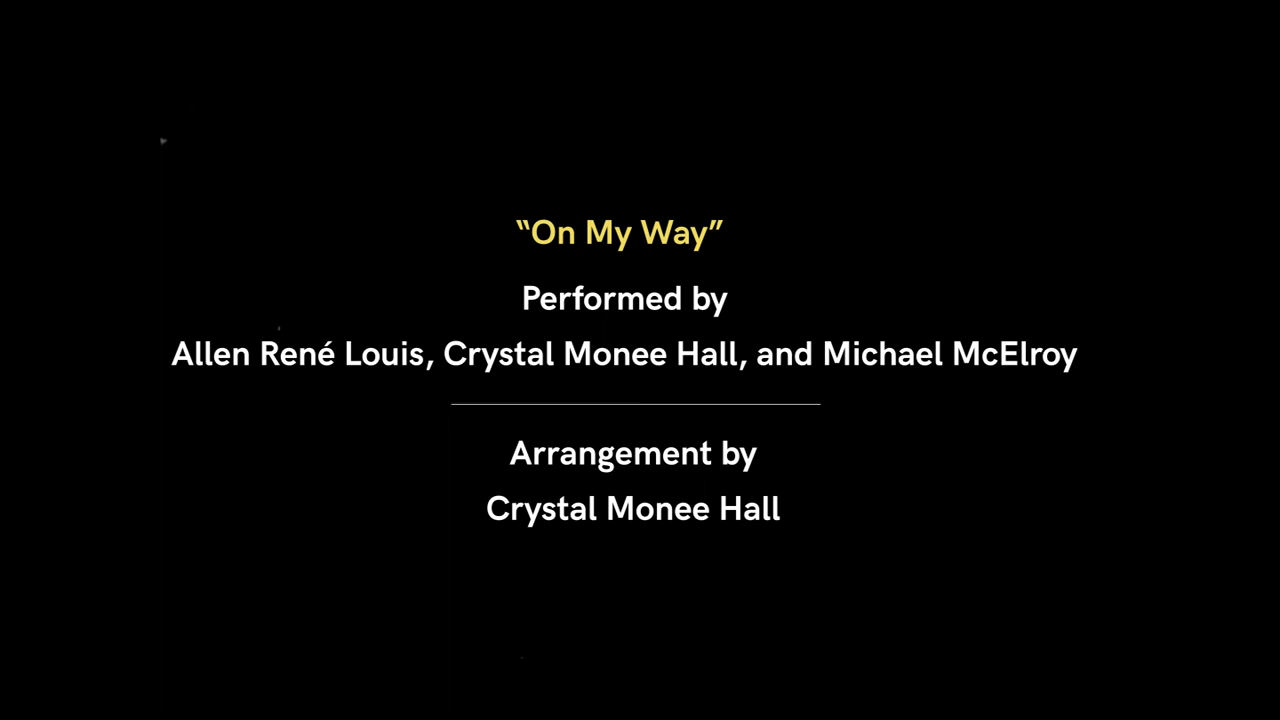 “On My Way”
Performed by
Allen René Louis, Crystal Monee Hall, and Michael McElroy
Arrangement by
Crystal Monee Hall